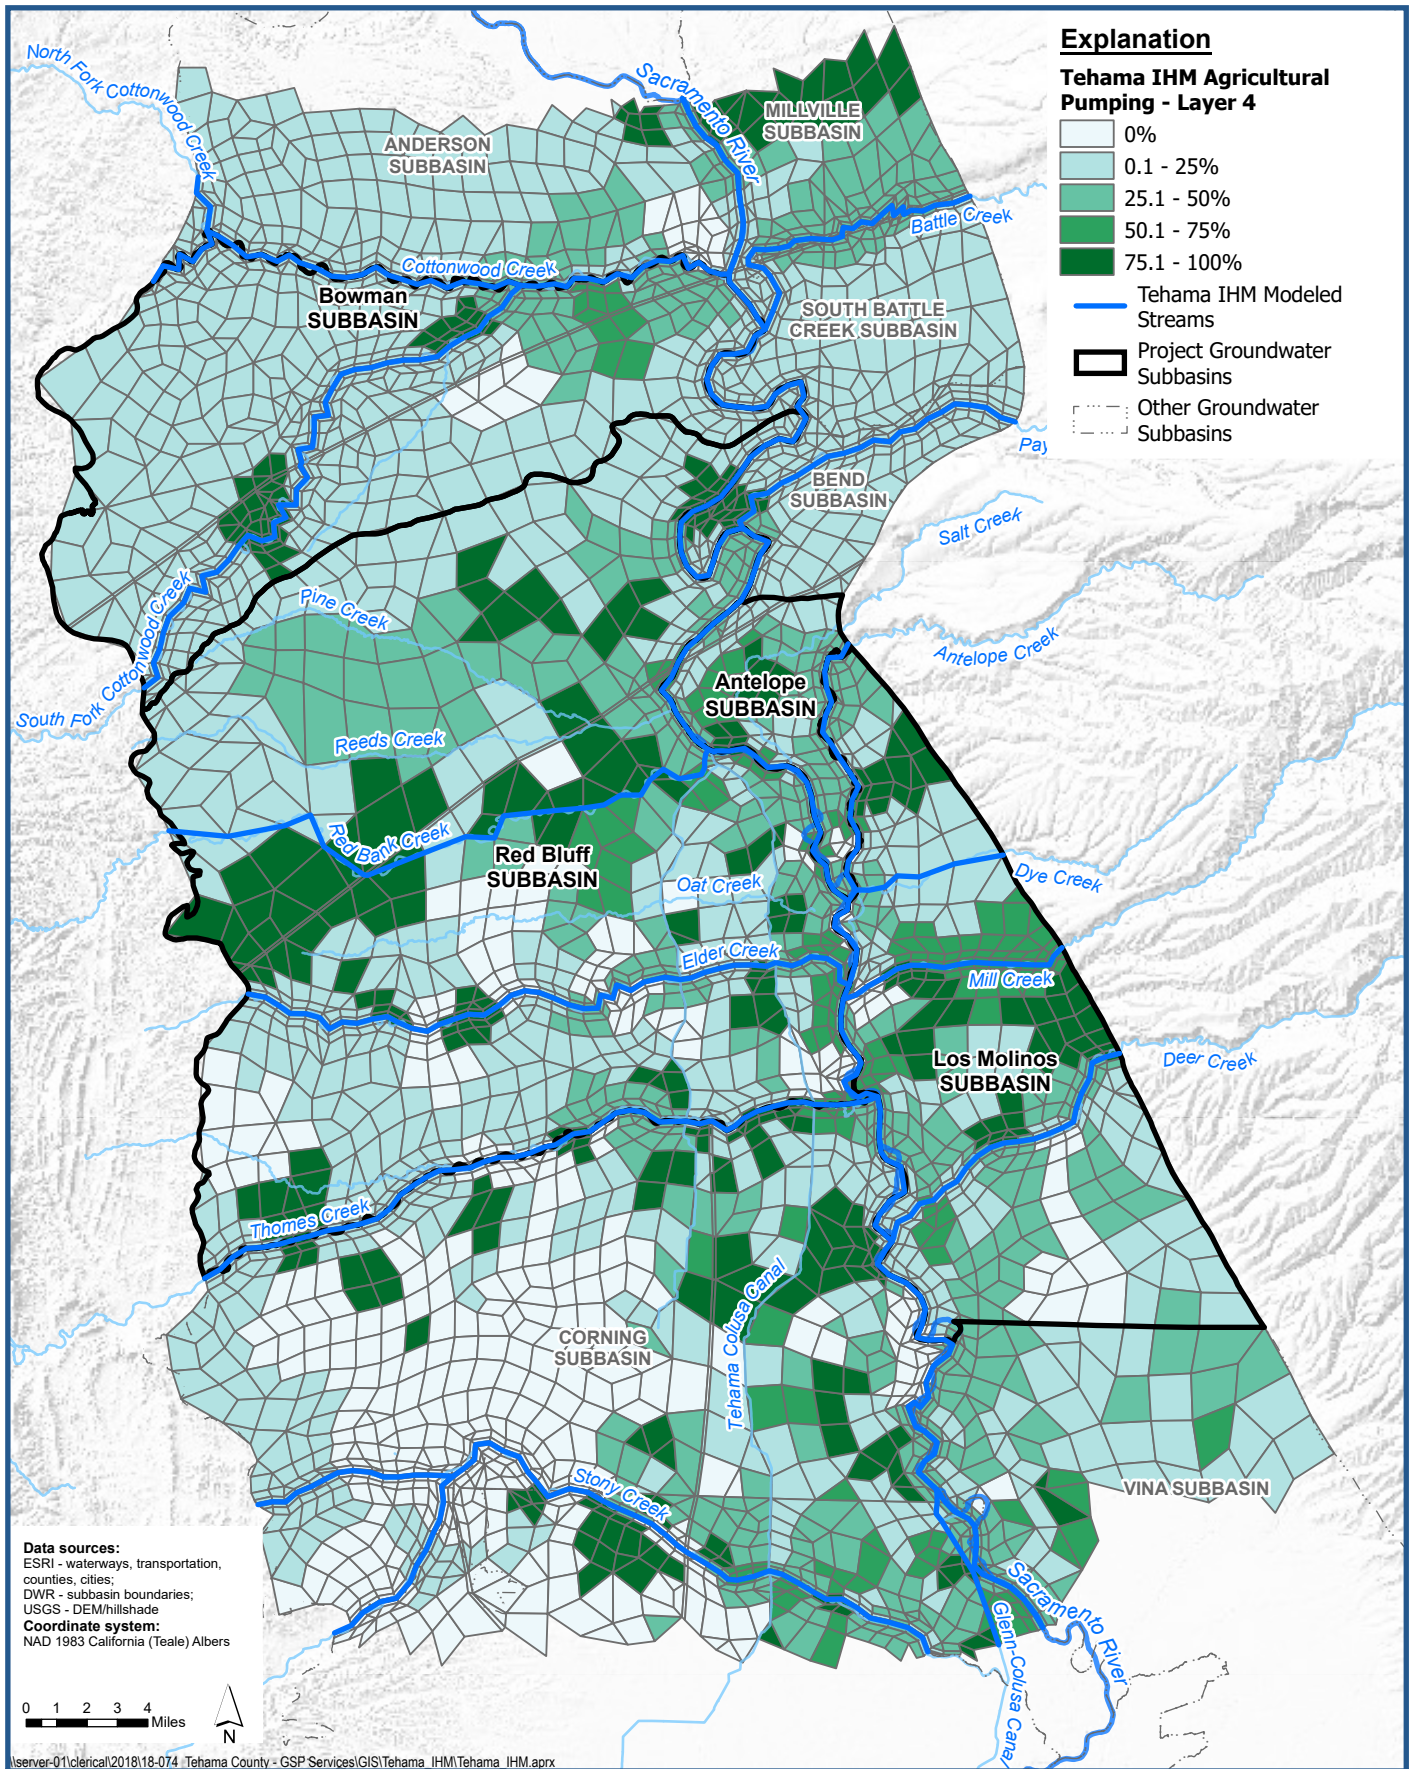 Explanation
Tehama IHM Agricultural
Pumping - Layer 4
0%
0.1 - 25%
25.1 - 50%
50.1 - 75%
75.1 - 100%
Tehama IHM Modeled
Streams
Project Groundwater
Subbasins
Other Groundwater
Subbasins
North Fork Cottonwood Creek
Sacramento River
MILLVILLE
SUBBASIN
ANDERSON
SUBBASIN
Battle Creek
Cottonwood Creek
Bowman
SUBBASIN
SOUTH BATTLE
CREEK SUBBASIN
Pay
BEND
SUBBASIN
Salt Creek
South Fork Cottonwood Creek
Pine Creek
Antelope Creek
Antelope
SUBBASIN
Reeds Creek
Red Bank Creek
Red Bluff
SUBBASIN
Oat Creek
Dye Creek
Elder Creek
Mill Creek
Los Molinos
SUBBASIN
Deer Creek
Thomes Creek
Tehama Colusa Canal
CORNING
SUBBASIN
Stony Creek
VINA SUBBASIN
Sacramento River
Glenn-Colusa Canal
Data sources:
ESRI - waterways, transportation,
counties, cities;
DWR - subbasin boundaries;
USGS - DEM/hillshade
Coordinate system:
NAD 1983 California (Teale) Albers
0 1 2 3 4
Miles
N
\\server-01\clerical\2018\18-074_Tehama County - GSP Services\GIS\Tehama_IHM\Tehama_IHM.aprx